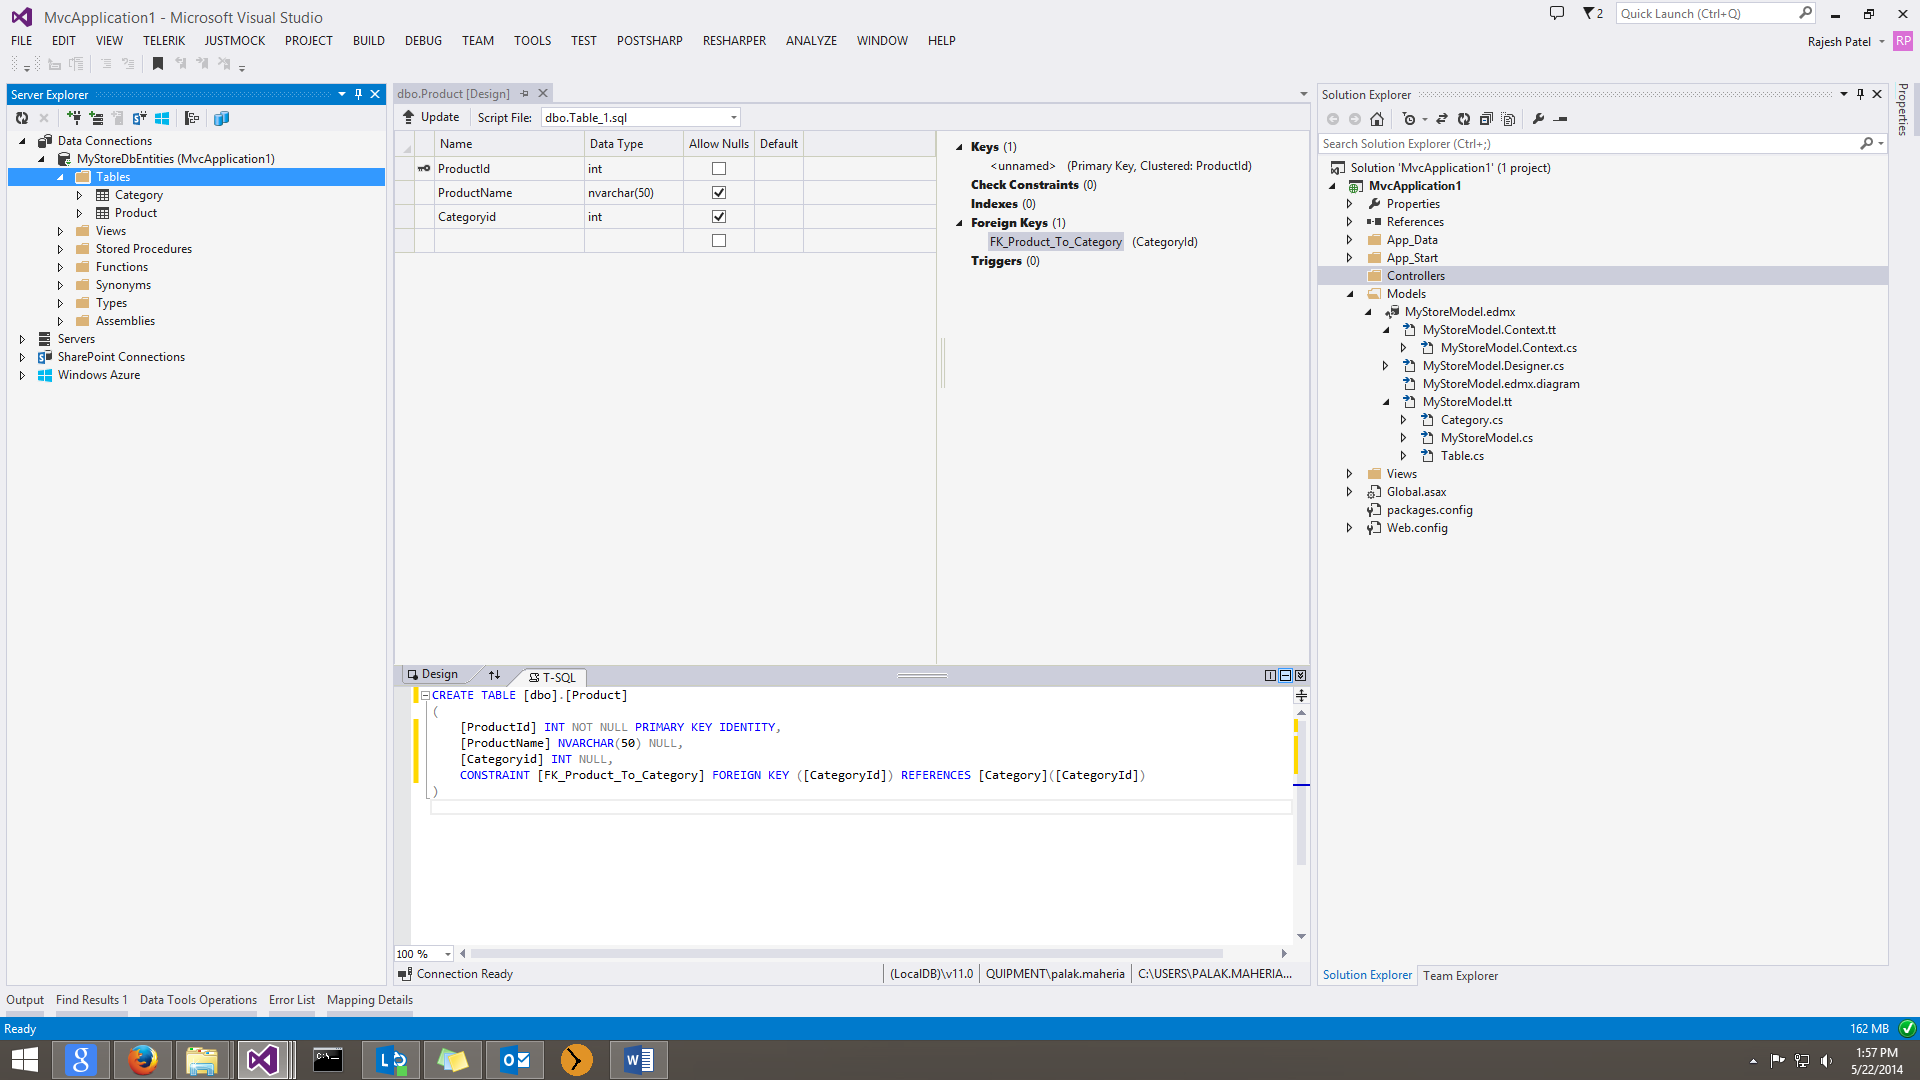 MvcApplication1 - Microsoft Visual Studio
2
Quick Launch (Ctrl+Q)
FILE EDIT VIEW TELERIK JUSTMOCK PROJECT BUILD DEBUG TEAM TOOLS TEST POSTSHARP RESHARPER ANALYZE WINDOW HELP
Rajesh Patel
RP
Server Explorer
Data Connections
MyStoreDbEntities (MvcApplication1)
Tables
Category
Product
Views
Stored Procedures
Functions
Synonyms
Types
Assemblies
Servers
SharePoint Connections
Windows Azure
dbo.Product [Design]
Update
Script File: dbo.Table_1.sql
Name Data Type Allow Nulls Default
ProductId int
ProductName nvarchar(50)
Categoryid int
Keys (1)
<unnamed> (Primary Key, Clustered: ProductId)
Check Constraints (0)
Indexes (0)
Foreign Keys (1)
FK_Product_To_Category (CategoryId)
Triggers (0)
Design
T-SQL
CREATE TABLE [dbo].[Product]
(
[ProductId] INT NOT NULL PRIMARY KEY IDENTITY,
[ProductName] NVARCHAR(50) NULL,
[Categoryid] INT NULL,
CONSTRAINT [FK_Product_To_Category] FOREIGN KEY ([CategoryId]) REFERENCES [Category]([CategoryId])
)
100 %
Connection Ready
(LocalDB)\v11.0
QUIPMENT\palak.maheria
C:\USERS\PALAK.MAHERIA...
Solution Explorer
Search Solution Explorer (Ctrl+;)
Solution 'MvcApplication1' (1 project)
MvcApplication1
Properties
References
App_Data
App_Start
Controllers
Models
MyStoreModel.edmx
MyStoreModel.Context.tt
MyStoreModel.Context.cs
MyStoreModel.Designer.cs
MyStoreModel.edmx.diagram
MyStoreModel.tt
Category.cs
MyStoreModel.cs
Table.cs
Views
Global.asax
packages.config
Web.config
Solution Explorer
Team Explorer
Properties
Output Find Results 1 Data Tools Operations Error List Mapping Details
Ready
162 MB
1:57 PM
5/22/2014